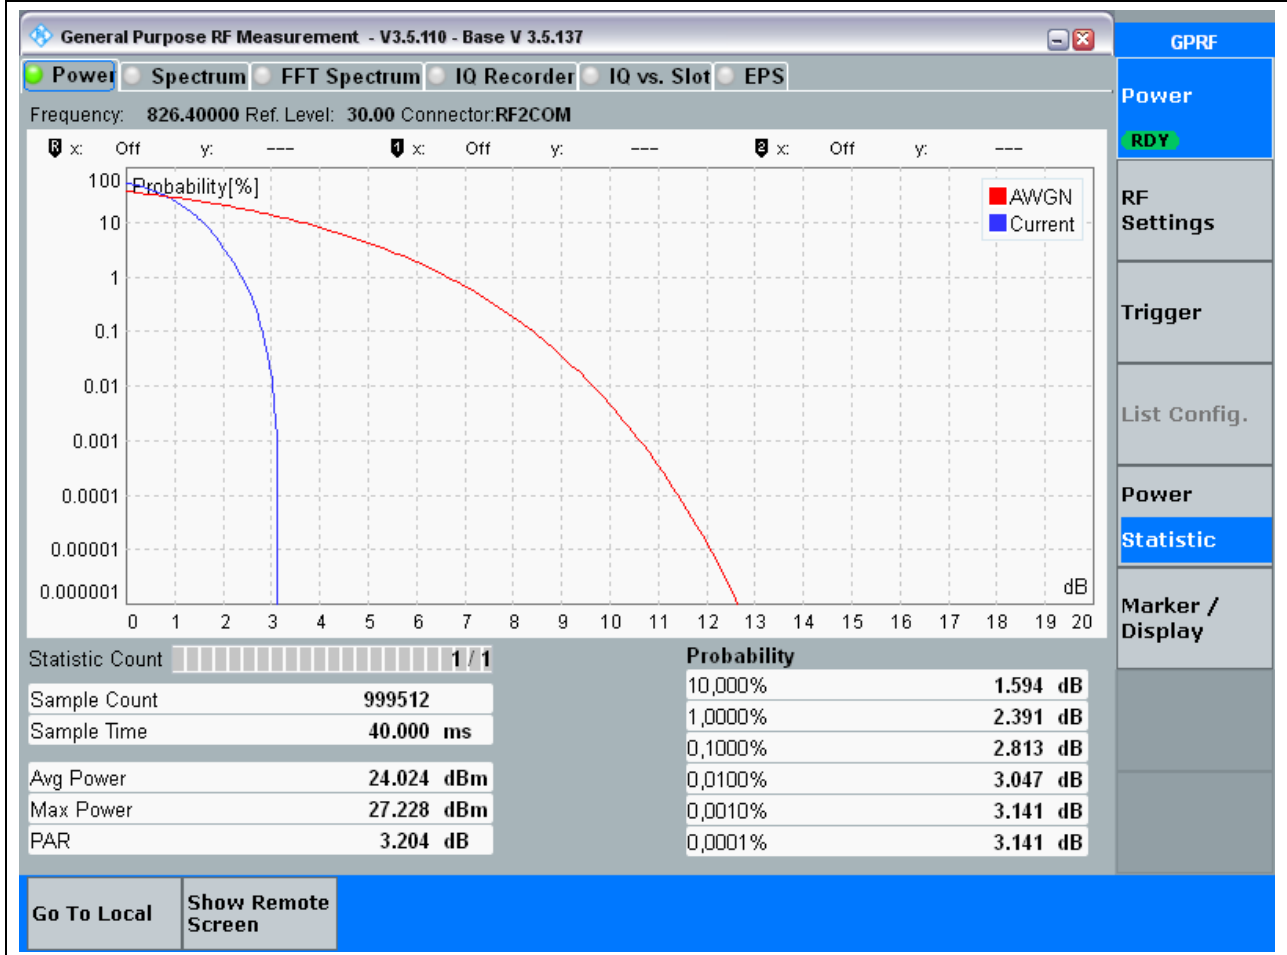 General Purpose RF Measurement - V3.5.110 - Base V 3.5.137
GPRF
Power Spectrum FFT Spectrum IQ Recorder IQ vs. Slot EPS
Frequency: 826.40000 Ref. Level: 30.00 Connector:RF2COM
R x: Off y: --- 1 x: Off y: --- 2 x: Off y: ---
Probability[%]
AWGN
Current
100
10
1
0.1
0.01
0.001
0.0001
0.00001
0.000001
dB
0 1 2 3 4 5 6 7 8 9 10 11 12 13 14 15 16 17 18 19 20
Statistic Count 1 / 1
Sample Count 999512
Sample Time 40.000 ms
Avg Power 24.024 dBm
Max Power 27.228 dBm
PAR 3.204 dB
Probability
10,000% 1.594 dB
1,0000% 2.391 dB
0,1000% 2.813 dB
0,0100% 3.047 dB
0,0010% 3.141 dB
0,0001% 3.141 dB
Power
RDY
RF
Settings
Trigger
List Config.
Power
Statistic
Marker /
Display
Go To Local
Show Remote
Screen